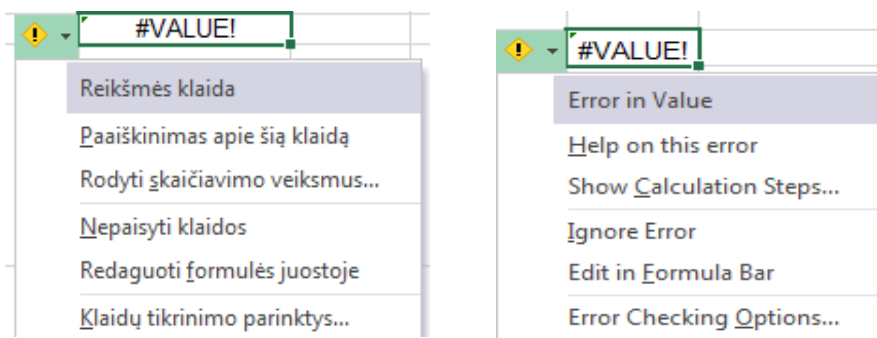 #VALUE!
Reikšmės klaida
Paaiškinimas apie šią klaidą
Rodyti skaičiavimo veiksmus...
Nepaisyti klaidos
Redaguoti formulės juostoje
Klaidų tikrinimo parinktys...
#VALUE!
Error in Value
Help on this error
Show Calculation Steps...
Ignore Error
Edit in Formula Bar
Error Checking Options...